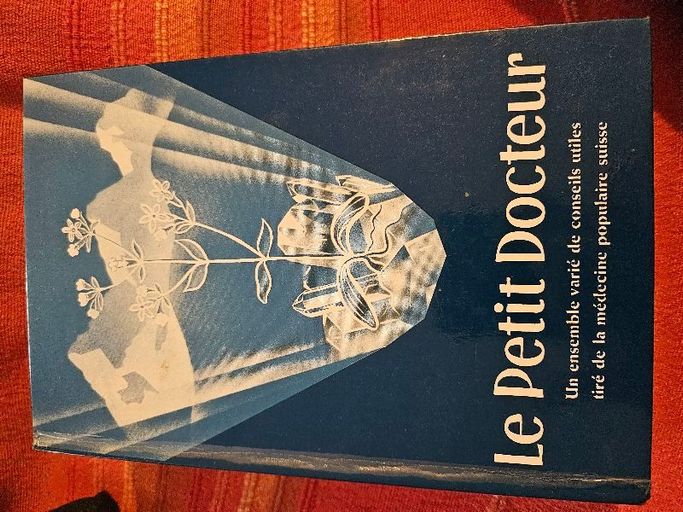 Le Petit Docteur
Un ensemble varié de conseils utiles
tiré de la médecine populaire suisse